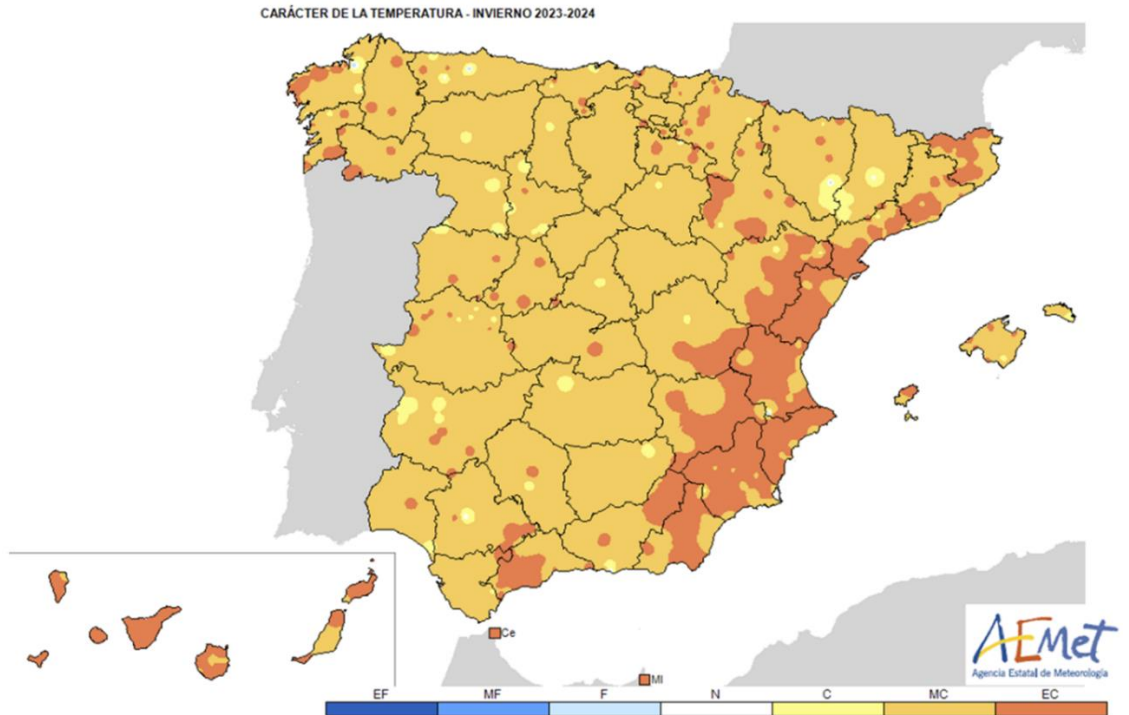 CARÁCTER DE LA TEMPERATURA - INVIERNO 2023-2024
Ce
Ml
AEMet
Agencia Estatal de Meteorología
EF MF F N C MC EC